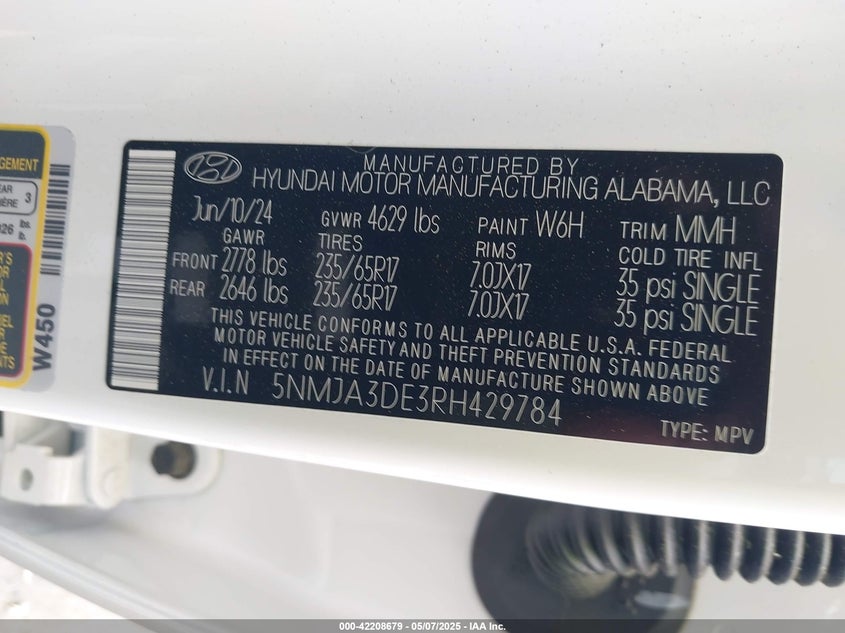 MANUFACTURED BY
HYUNDAI MOTOR MANUFACTURING ALABAMA, LLC
Jun/10/24 GVWR 4629 lbs PAINT W6H TRIM MMH
GAWR TIRES RIMS COLD TIRE INFL
FRONT 2778 lbs 235/65R17 7.0JX17 35 psi SINGLE
REAR 2646 lbs 235/65R17 7.0JX17 35 psi SINGLE
THIS VEHICLE CONFORMS TO ALL APPLICABLE U.S.A. FEDERAL
MOTOR VEHICLE SAFETY AND THEFT PREVENTION STANDARDS
IN EFFECT ON THE DATE OF MANUFACTURE SHOWN ABOVE
V.I.N 5NMJA3DE3RH429784
TYPE: MPV
3
lbs.
lb.
W450
000-42208679 - 05/07/2025 - IAA Inc.